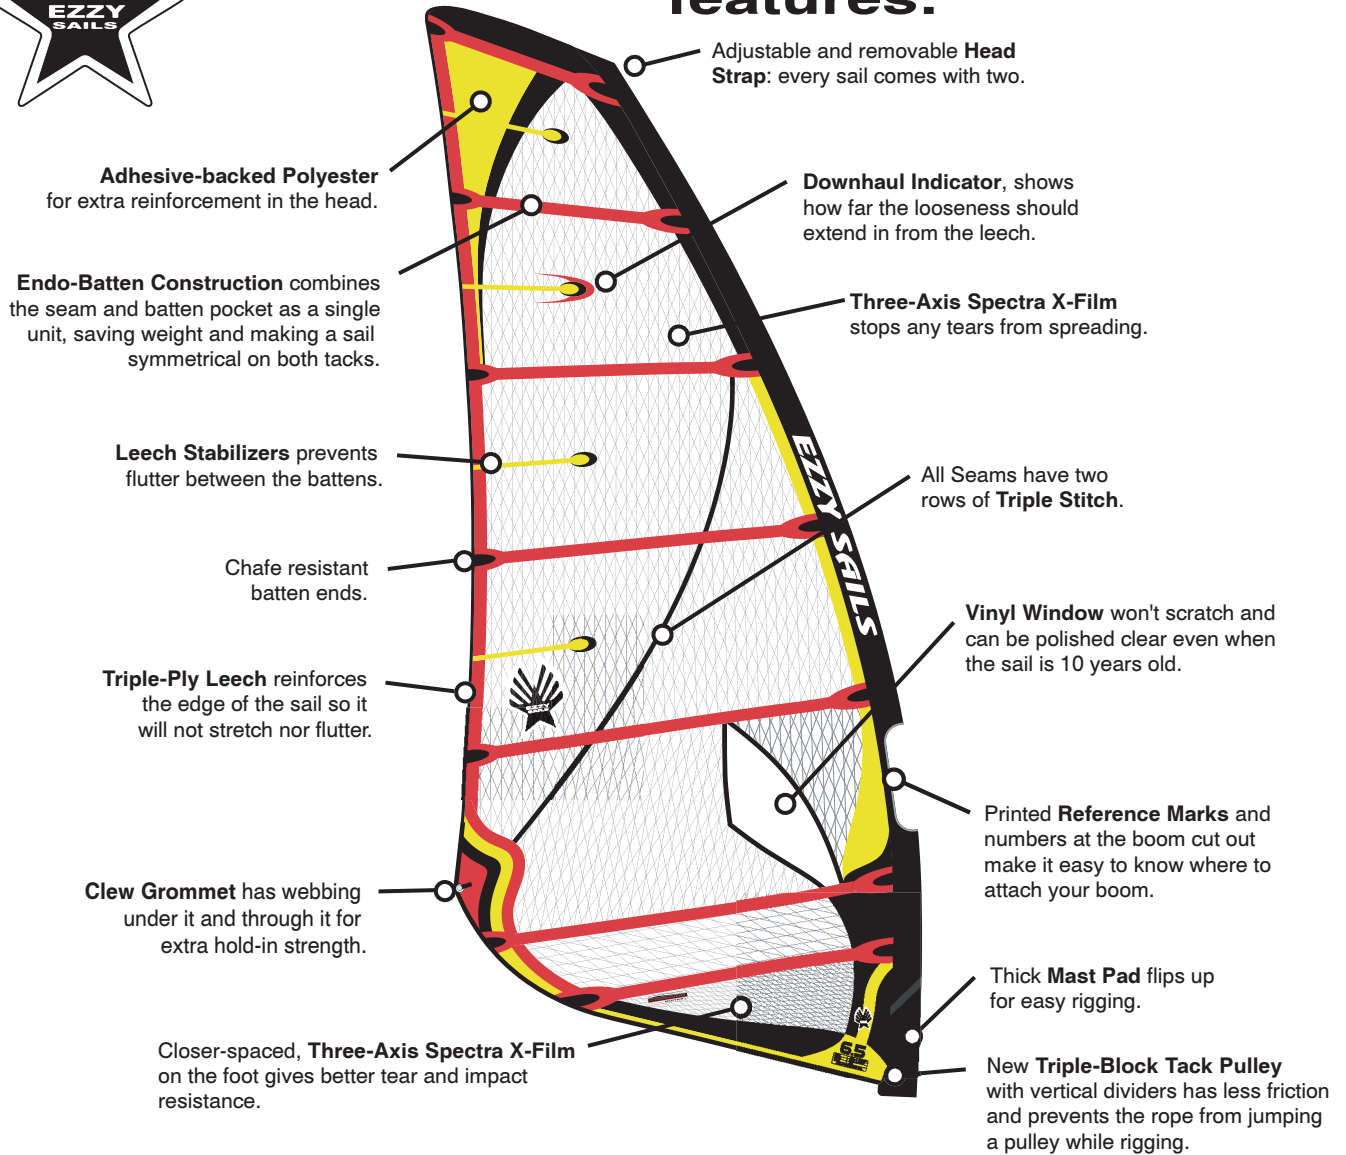 EZZY
SAILS
features:
Adjustable and removable Head
Strap: every sail comes with two.
Adhesive-backed Polyester
for extra reinforcement in the head.
Downhaul Indicator, shows
how far the looseness should
extend in from the leech.
Endo-Batten Construction combines
the seam and batten pocket as a single
unit, saving weight and making a sail
symmetrical on both tacks.
Three-Axis Spectra X-Film
stops any tears from spreading.
Leech Stabilizers prevents
flutter between the battens.
EZZY SAILS
All Seams have two
rows of Triple Stitch.
Chafe resistant
batten ends.
Vinyl Window won't scratch and
can be polished clear even when
the sail is 10 years old.
Triple-Ply Leech reinforces
the edge of the sail so it
will not stretch nor flutter.
Printed Reference Marks and
numbers at the boom cut out
make it easy to know where to
attach your boom.
Clew Grommet has webbing
under it and through it for
extra hold-in strength.
Thick Mast Pad flips up
for easy rigging.
6.5
Closer-spaced, Three-Axis Spectra X-Film
on the foot gives better tear and impact
resistance.
New Triple-Block Tack Pulley
with vertical dividers has less friction
and prevents the rope from jumping
a pulley while rigging.